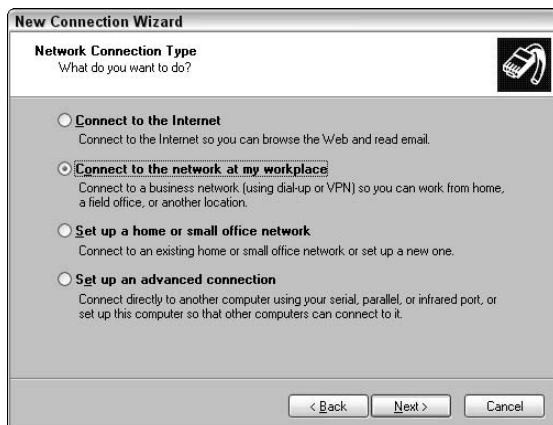 New Connection Wizard
Network Connection Type
What do you want to do?
Connect to the Internet
Connect to the Internet so you can browse the Web and read email.
Connect to the network at my workplace
Connect to a business network (using dial-up or VPN) so you can work from home,
a field office, or another location.
Set up a home or small office network
Connect to an existing home or small office network or set up a new one.
Set up an advanced connection
Connect directly to another computer using your serial, parallel, or infrared port, or
set up this computer so that other computers can connect to it.
< Back Next > Cancel